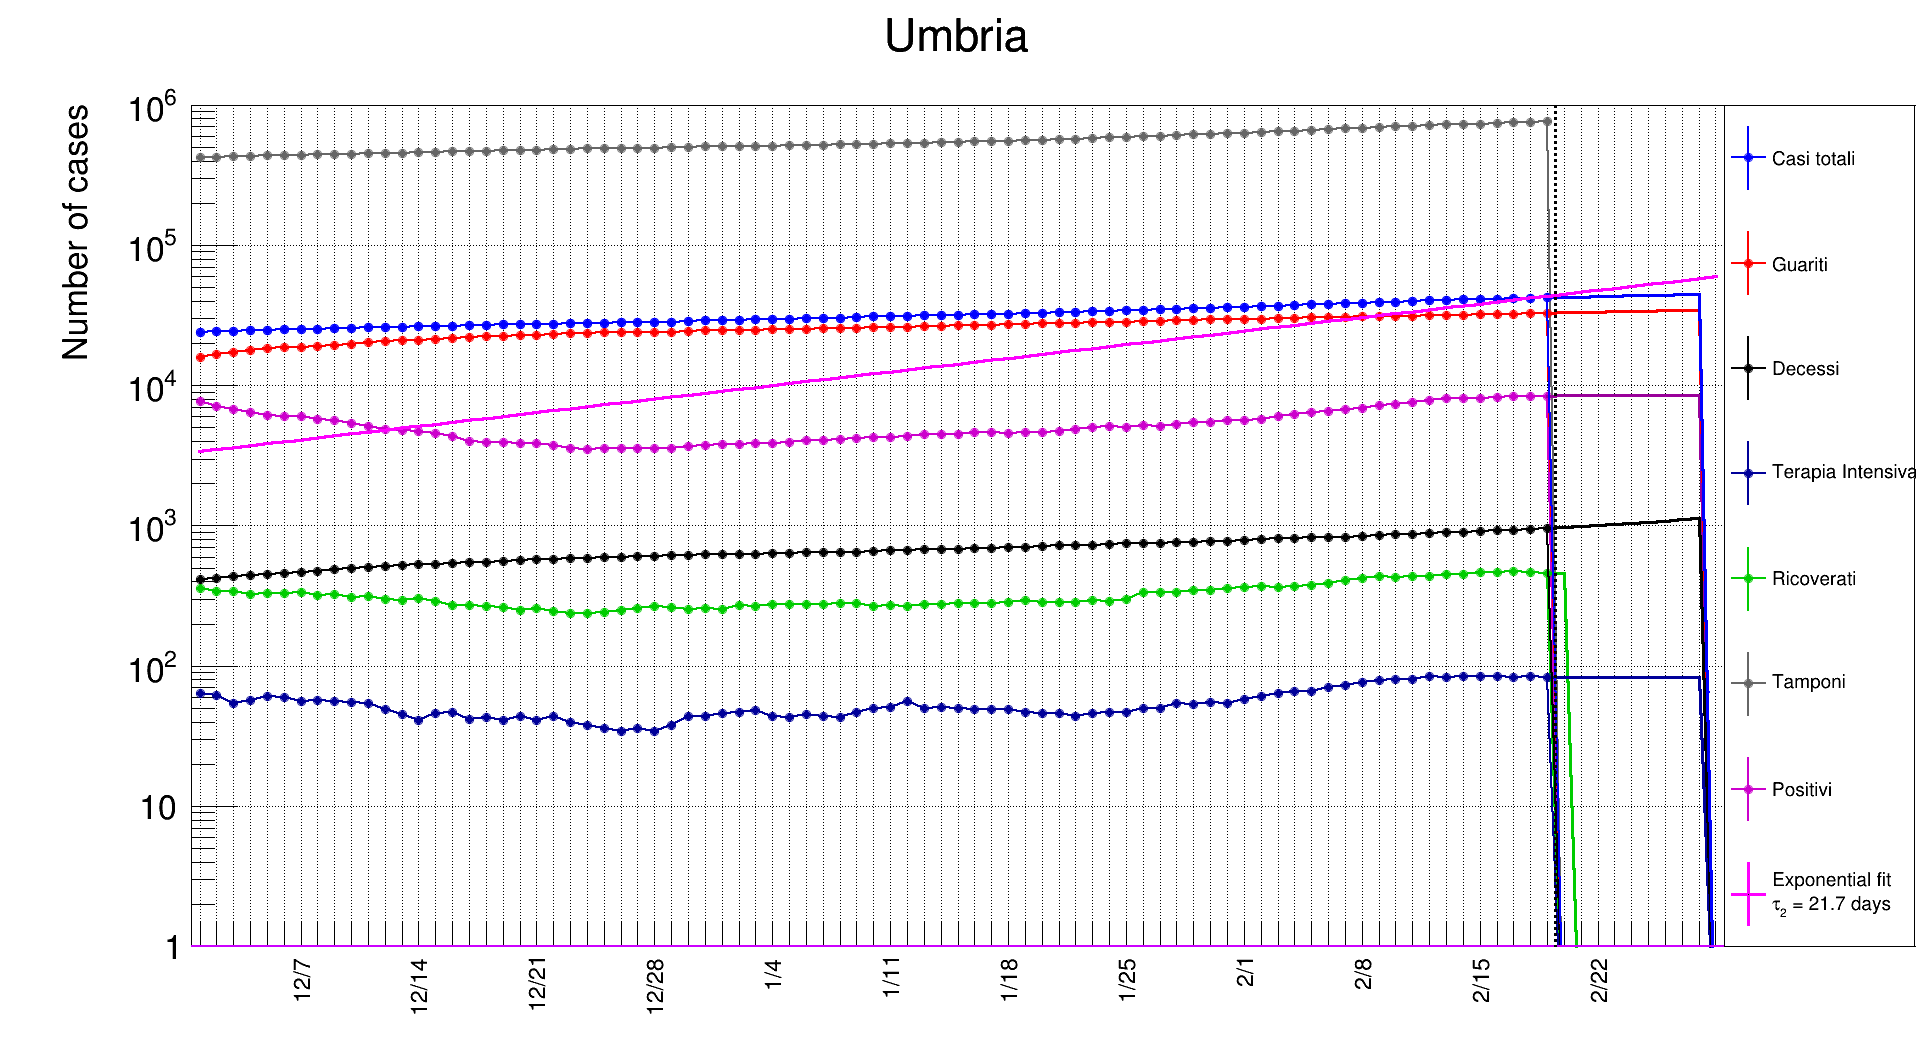 Umbria
Number of cases
10^6
10^5
10^4
10^3
10^2
10
1
12/7
12/14
12/21
12/28
1/4
1/11
1/18
1/25
2/1
2/8
2/15
2/22
Casi totali
Guariti
Decessi
Terapia Intensiva
Ricoverati
Tamponi
Positivi
Exponential fit
τ_2 = 21.7 days